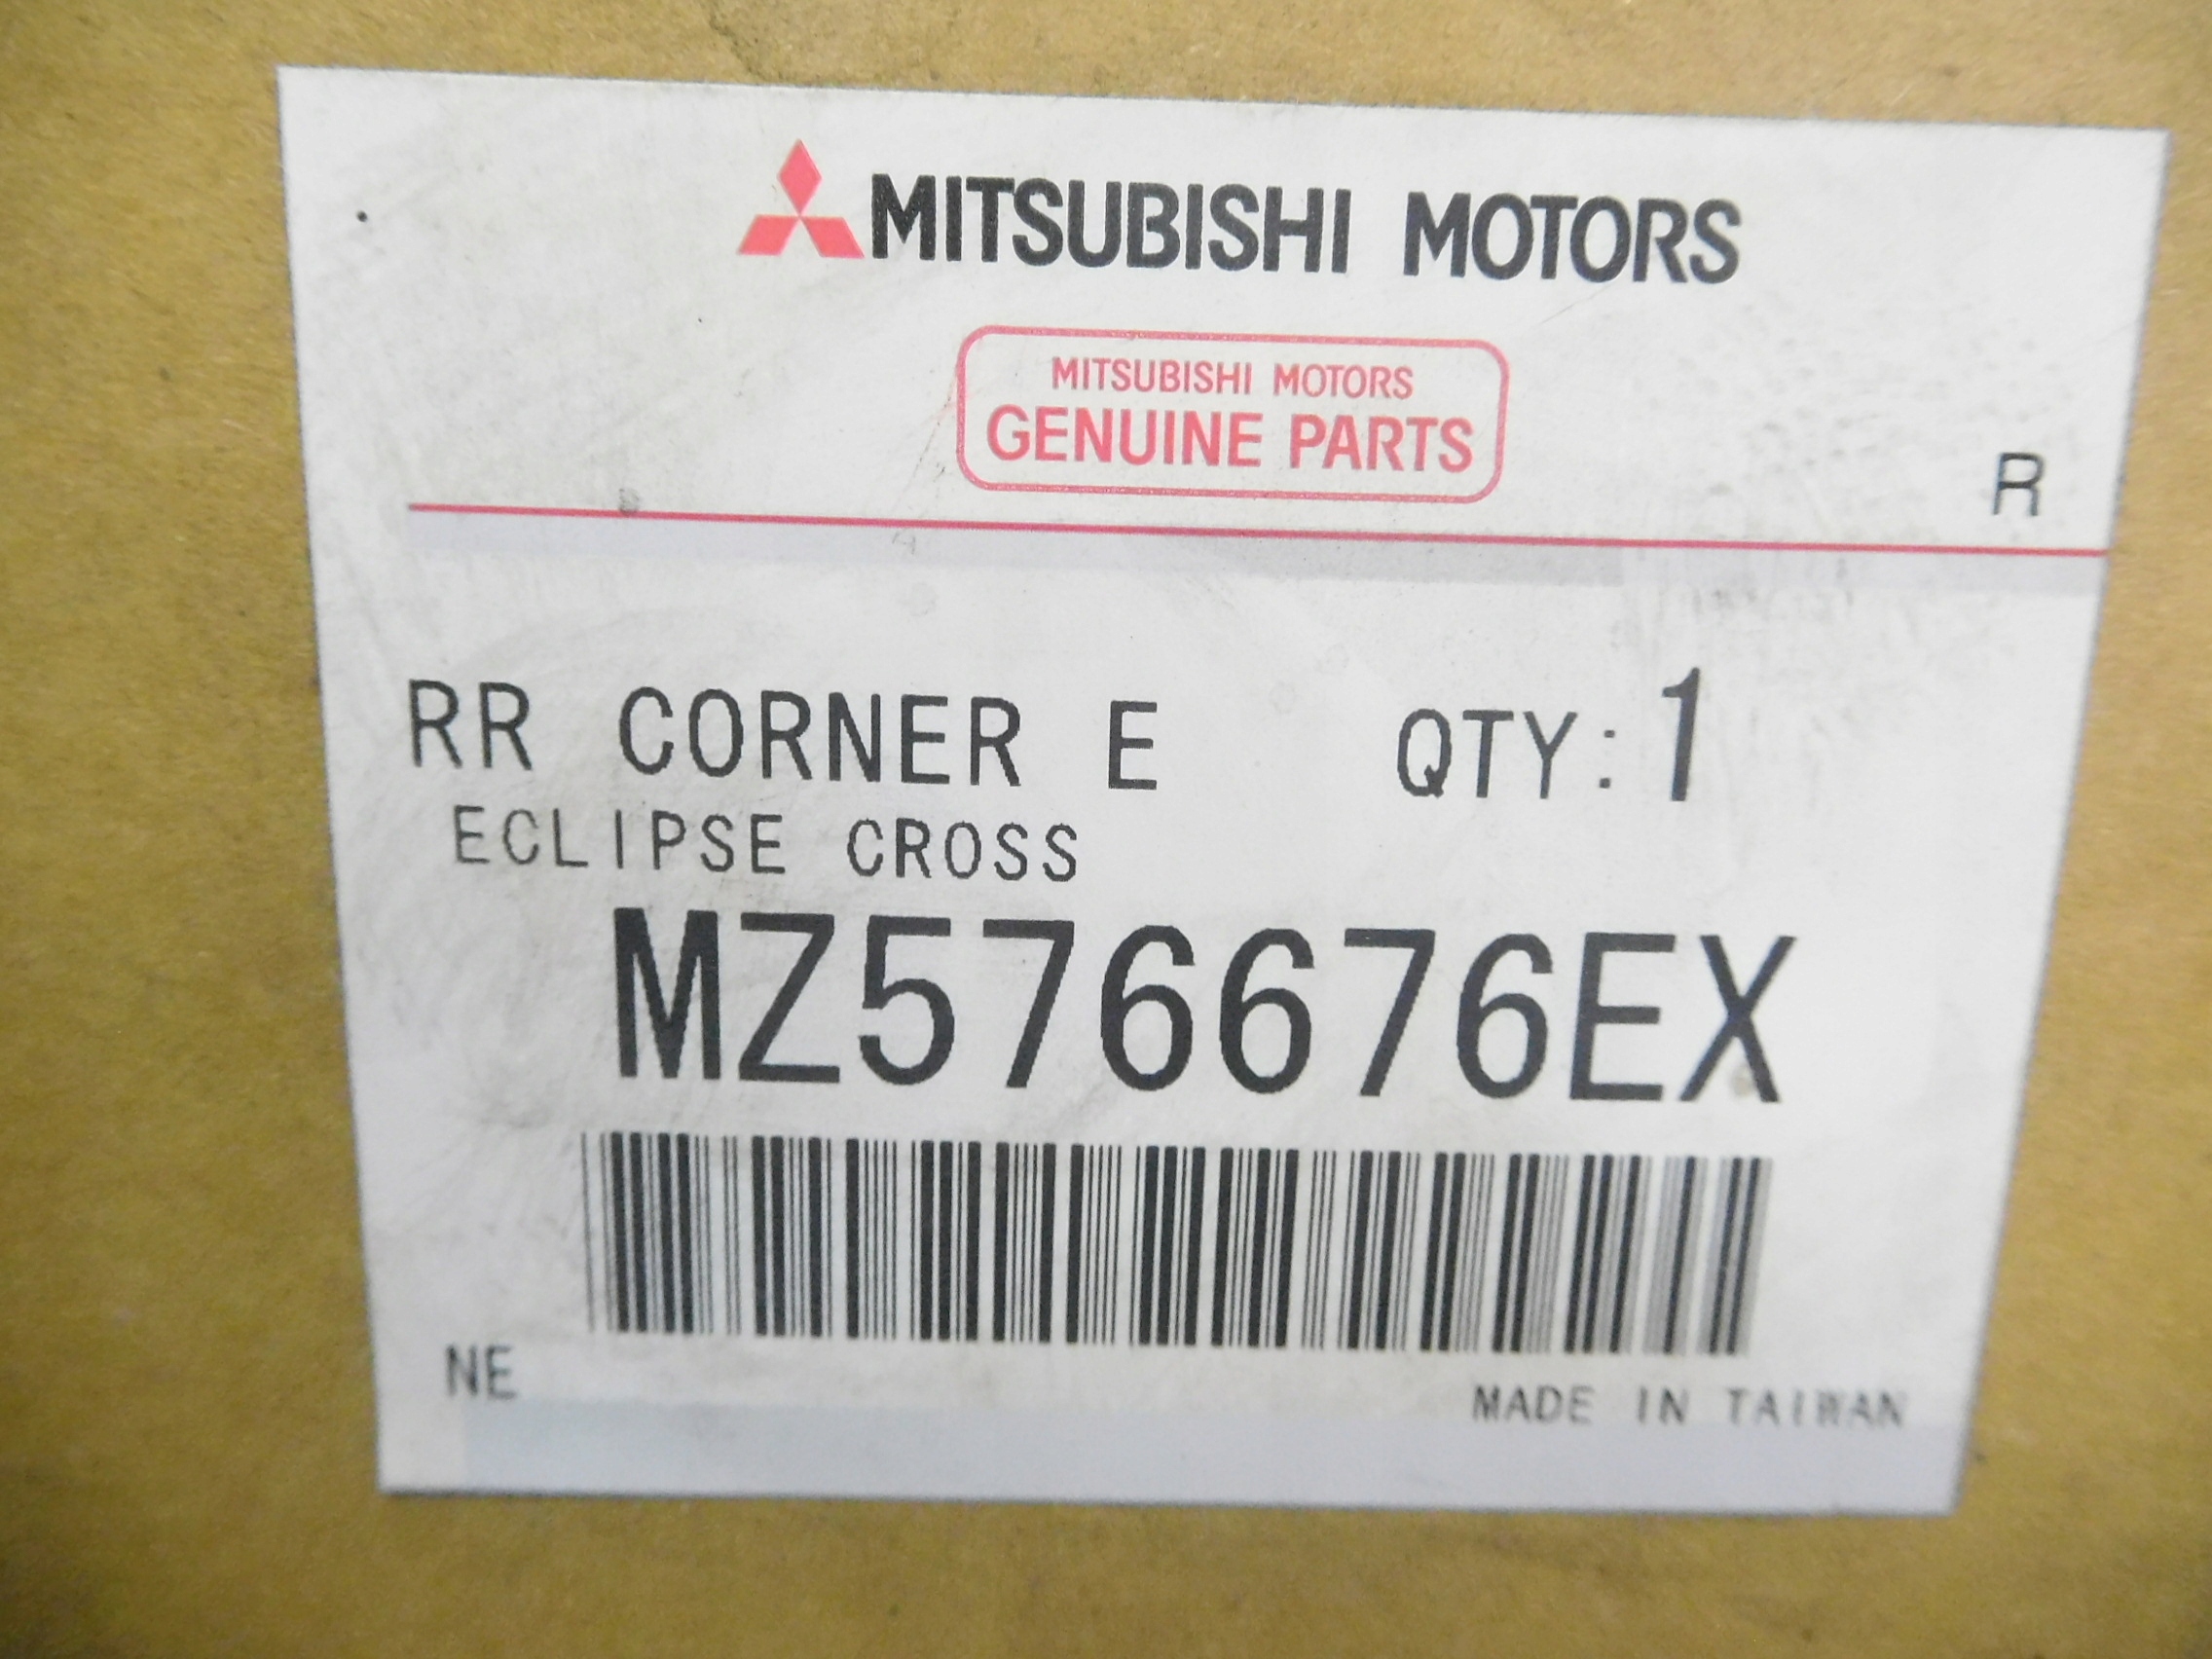 MITSUBISHI MOTORS
MITSUBISHI MOTORS
GENUINE PARTS
R
RR CORNER E QTY:1
ECLIPSE CROSS
MZ576676EX
NE
MADE IN TAIWAN